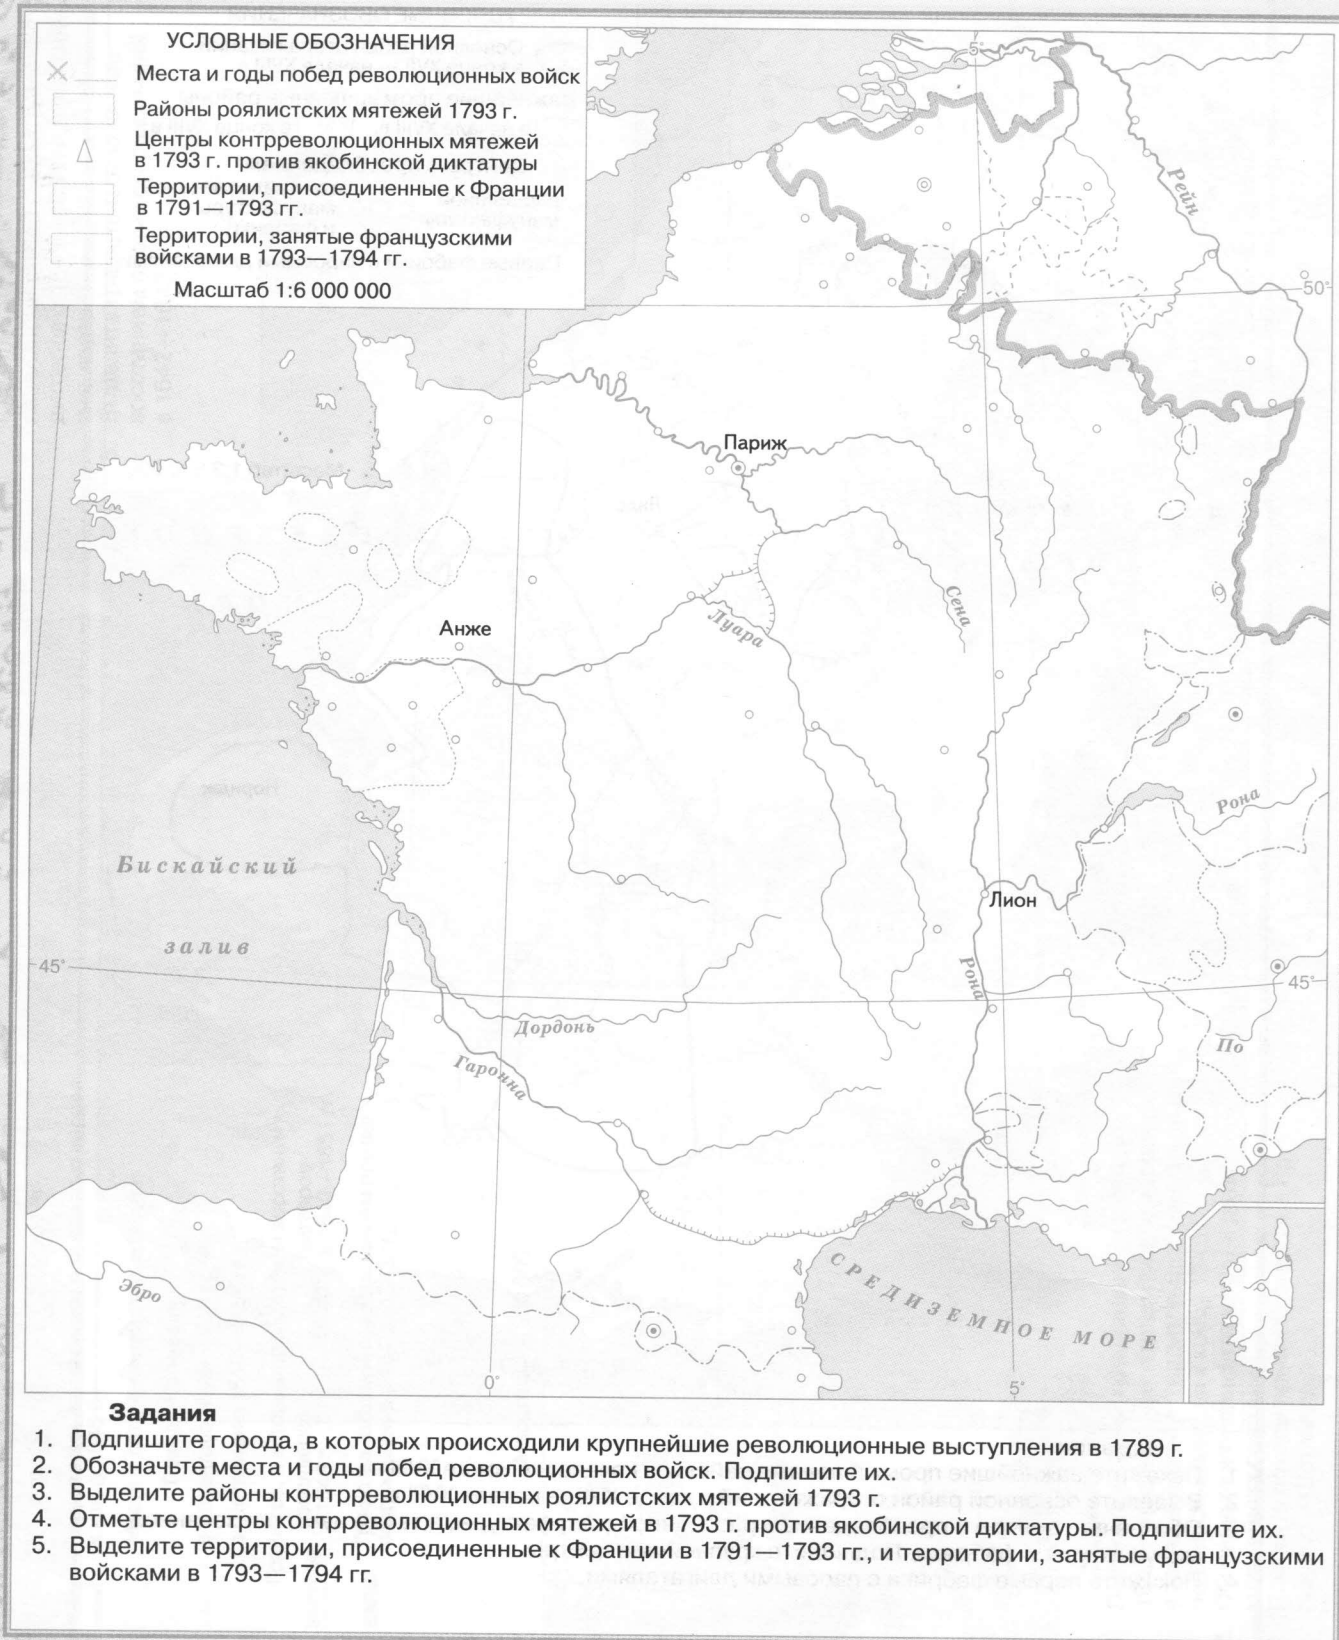 УСЛОВНЫЕ ОБОЗНАЧЕНИЯ
Места и годы побед революционных войск
Районы роялистских мятежей 1793 г.
Центры контрреволюционных мятежей
в 1793 г. против якобинской диктатуры
Территории, присоединенные к Франции
в 1791—1793 гг.
Территории, занятые французскими
войсками в 1793—1794 гг.
Масштаб 1:6 000 000
5°
Рейн
50°
Париж
Сена
Луара
Анже
Рона
Бискайский
залив
Лион
Рона
45°
45°
Дордонь
Гаронна
По
Эбро
СРЕДИЗЕМНОЕ МОРЕ
0°
5°
Задания
1. Подпишите города, в которых происходили крупнейшие революционные выступления в 1789 г.
2. Обозначьте места и годы побед революционных войск. Подпишите их.
3. Выделите районы контрреволюционных роялистских мятежей 1793 г.
4. Отметьте центры контрреволюционных мятежей в 1793 г. против якобинской диктатуры. Подпишите их.
5. Выделите территории, присоединенные к Франции в 1791—1793 гг., и территории, занятые французскими
войсками в 1793—1794 гг.